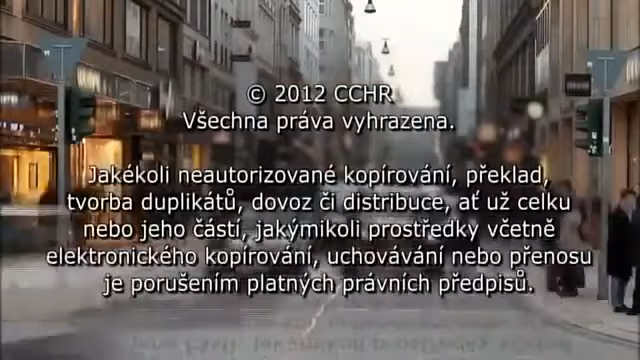 © 2012 CCHR
Všechna práva vyhrazena.
Jakékoli neautorizované kopírování, překlad,
tvorba duplikátů, dovoz či distribuce, ať už celku
nebo jeho částí, jakýmikoli prostředky včetně
elektronického kopírování, uchovávání nebo přenosu
je porušením platných právních předpisů.